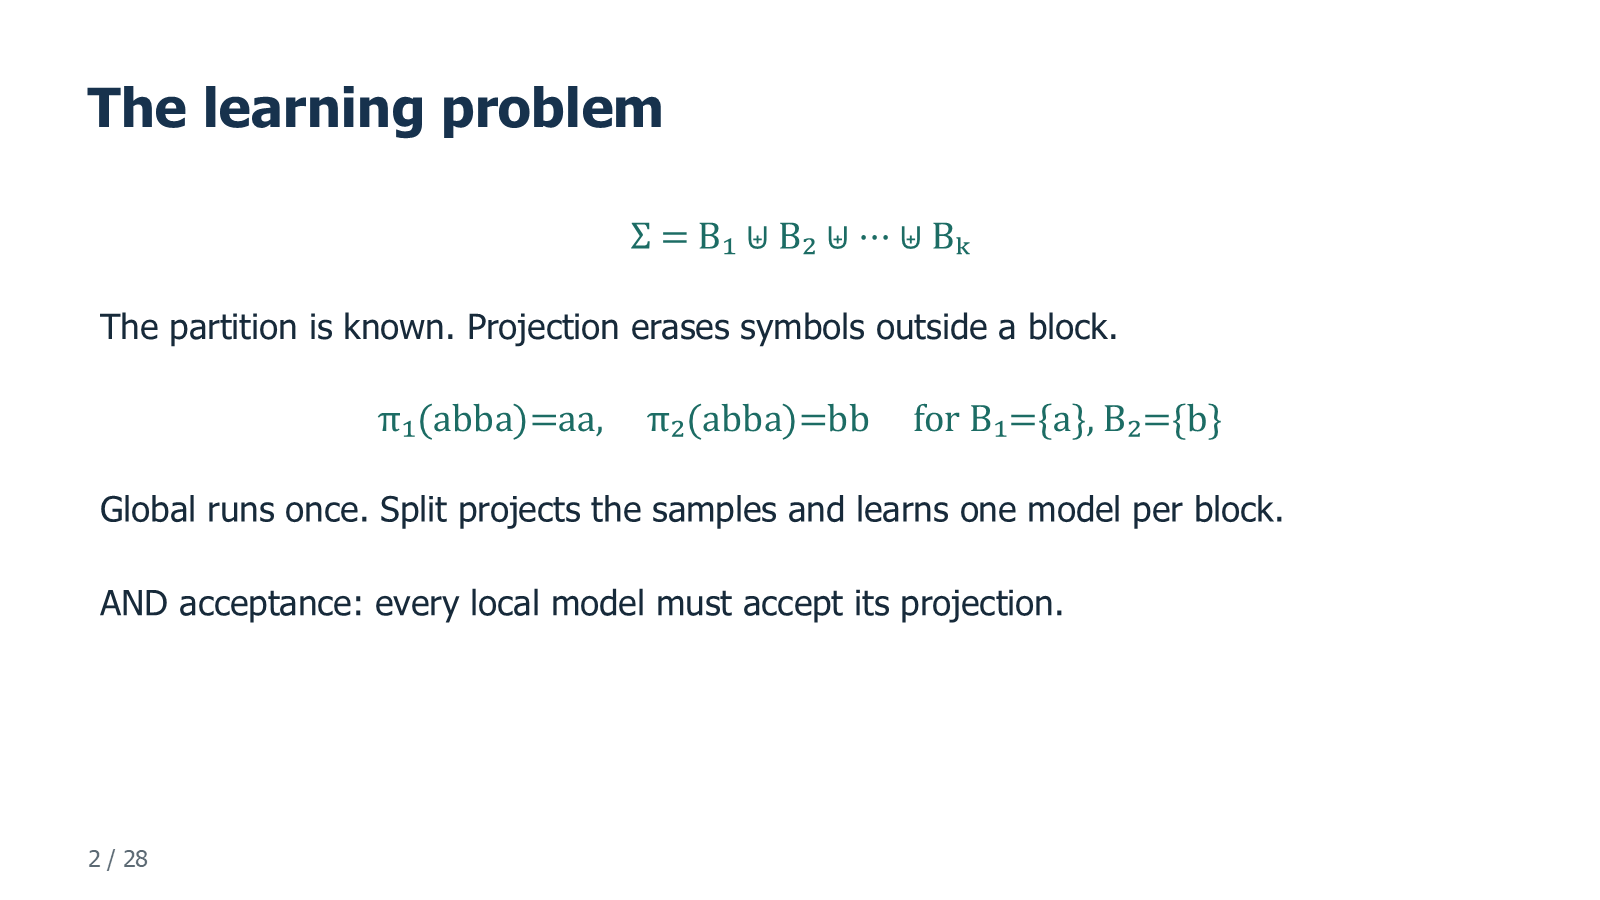 The learning problem
Σ = B₁ ⊎ B₂ ⊎ ⋯ ⊎ Bₖ
The partition is known. Projection erases symbols outside a block.
π₁(abba)=aa, π₂(abba)=bb for B₁={a}, B₂={b}
Global runs once. Split projects the samples and learns one model per block.
AND acceptance: every local model must accept its projection.
2 / 28